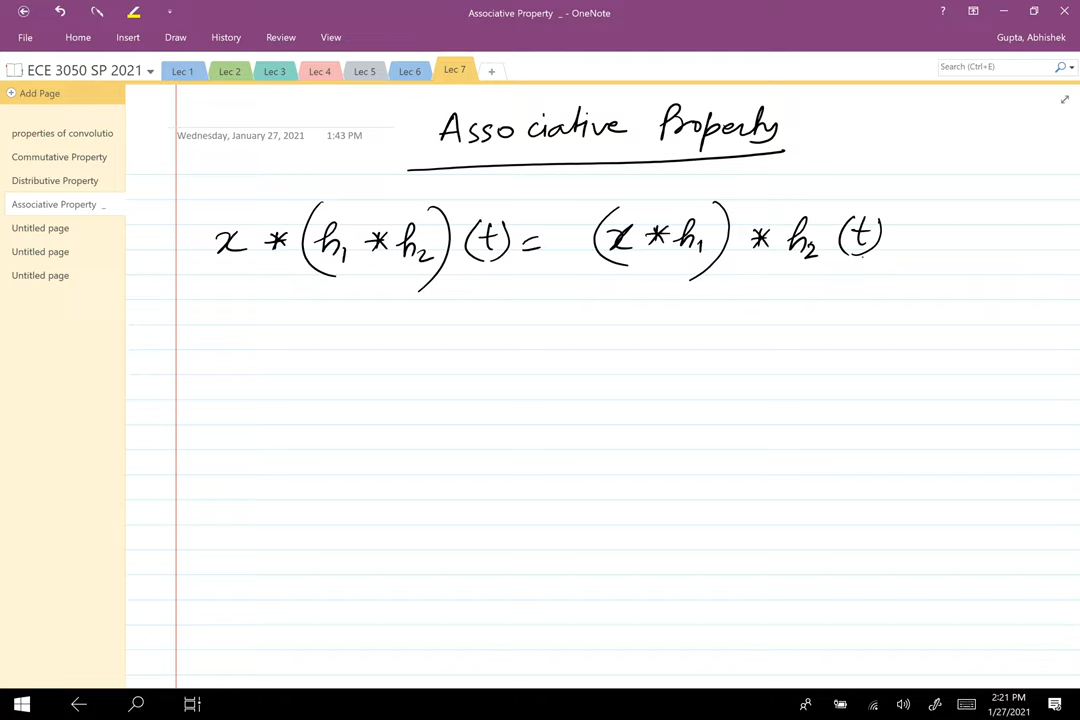 Associative Property _ - OneNote
File Home Insert Draw History Review View Gupta, Abhishek
ECE 3050 SP 2021 Lec 1 Lec 2 Lec 3 Lec 4 Lec 5 Lec 6 Lec 7 Search (Ctrl+E)
Add Page
properties of convolutio
Commutative Property
Distributive Property
Associative Property _
Untitled page
Untitled page
Untitled page
Associative Property
Wednesday, January 27, 2021 1:43 PM
x * (h₁ * h₂) (t) = (x * h₁) * h₂ (t)
2:21 PM
1/27/2021